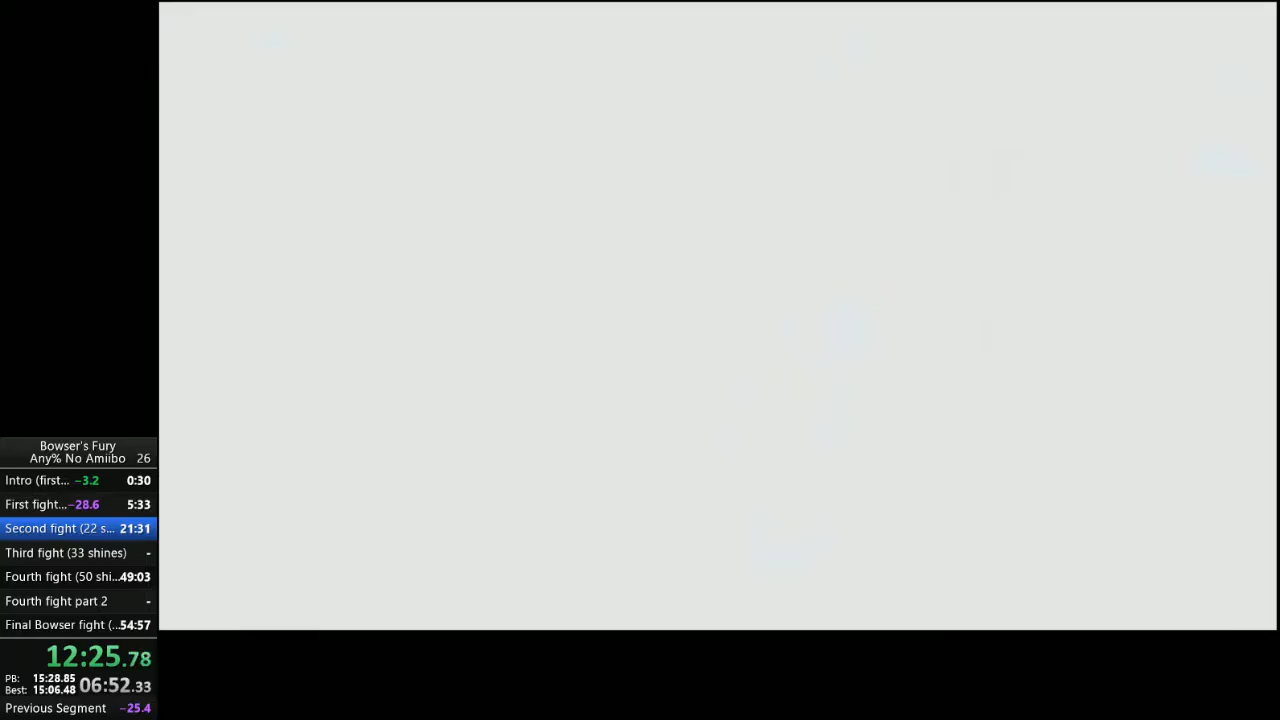 Bowser's Fury
Any% No Amiibo 26
Intro (first... −3.2 0:30
First fight... −28.6 5:33
Second fight (22 s... 21:31
Third fight (33 shines) -
Fourth fight (50 shi... 49:03
Fourth fight part 2 -
Final Bowser fight (... 54:57
12:25.78
PB: 15:28.85
Best: 15:06.48 06:52.33
Previous Segment −25.4